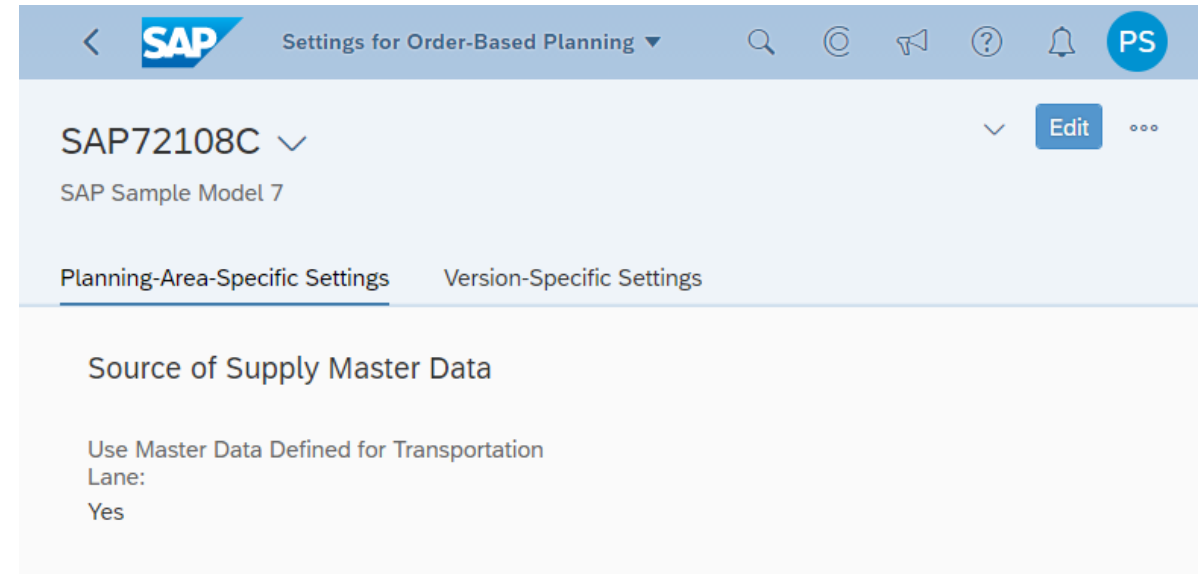 SAP Settings for Order-Based Planning PS
SAP72108C Edit
SAP Sample Model 7
Planning-Area-Specific Settings Version-Specific Settings
Source of Supply Master Data
Use Master Data Defined for Transportation
Lane:
Yes